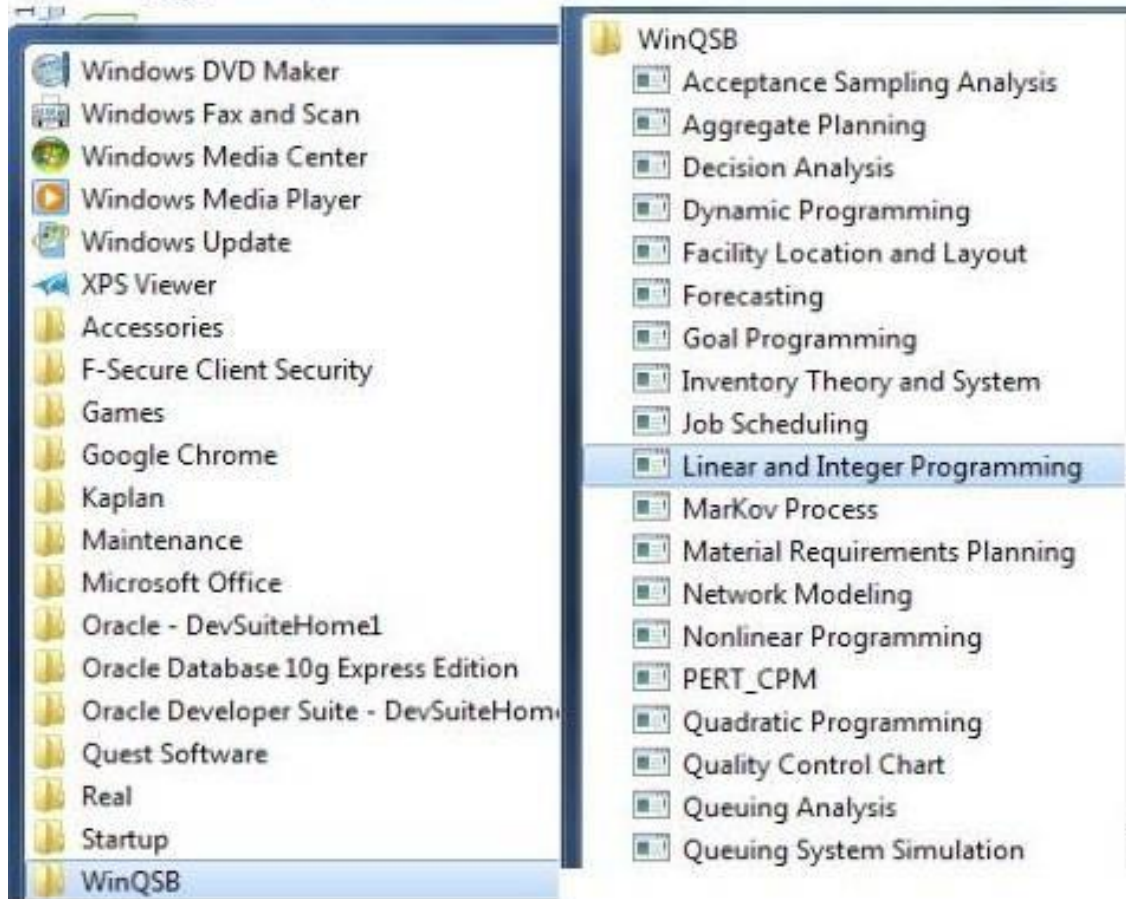 Windows DVD Maker
Windows Fax and Scan
Windows Media Center
Windows Media Player
Windows Update
XPS Viewer
Accessories
F-Secure Client Security
Games
Google Chrome
Kaplan
Maintenance
Microsoft Office
Oracle - DevSuiteHome1
Oracle Database 10g Express Edition
Oracle Developer Suite - DevSuiteHom
Quest Software
Real
Startup
WinQSB
WinQSB
Acceptance Sampling Analysis
Aggregate Planning
Decision Analysis
Dynamic Programming
Facility Location and Layout
Forecasting
Goal Programming
Inventory Theory and System
Job Scheduling
Linear and Integer Programming
MarKov Process
Material Requirements Planning
Network Modeling
Nonlinear Programming
PERT_CPM
Quadratic Programming
Quality Control Chart
Queuing Analysis
Queuing System Simulation